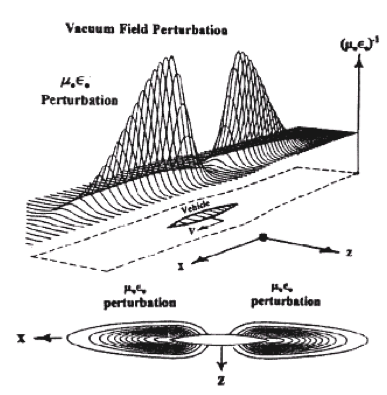 Vacuum Field Perturbation
(μₒϵₒ)⁻¹
μₒϵₒ
Perturbation
Vehicle
V
X
Z
μₒϵₒ
perturbation
μₒϵₒ
perturbation
X
Z